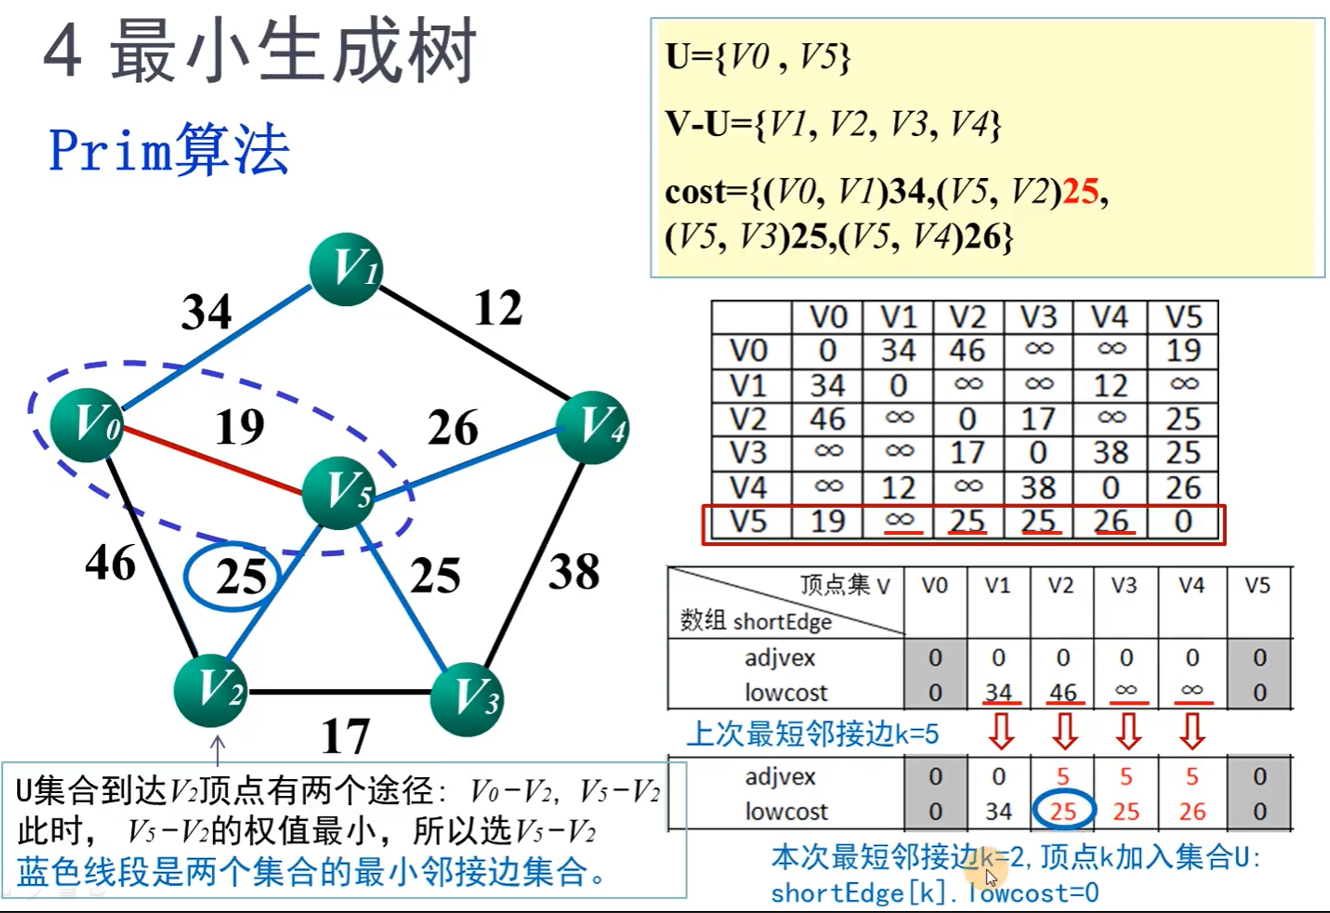 4 最小生成树
Prim算法
U={V0 , V5}
V-U={V1, V2, V3, V4}
cost={(V0, V1)34,(V5, V2)25,
(V5, V3)25,(V5, V4)26}
V1
34
12
V0
19
26
V4
V5
46
25
25
38
V2
V3
17
V0 V1 V2 V3 V4 V5
V0 0 34 46 ∞ ∞ 19
V1 34 0 ∞ ∞ 12 ∞
V2 46 ∞ 0 17 ∞ 25
V3 ∞ ∞ 17 0 38 25
V4 ∞ 12 ∞ 38 0 26
V5 19 ∞ 25 25 26 0
顶点集 V V0 V1 V2 V3 V4 V5
数组 shortEdge
adjvex 0 0 0 0 0 0
lowcost 0 34 46 ∞ ∞ 0
上次最短邻接边k=5
adjvex 0 0 5 5 5 0
lowcost 0 34 25 25 26 0
本次最短邻接边k=2,顶点k加入集合U:
shortEdge[k].lowcost=0
U集合到达V2顶点有两个途径: V0-V2, V5-V2
此时, V5-V2的权值最小,所以选V5-V2
蓝色线段是两个集合的最小邻接边集合。